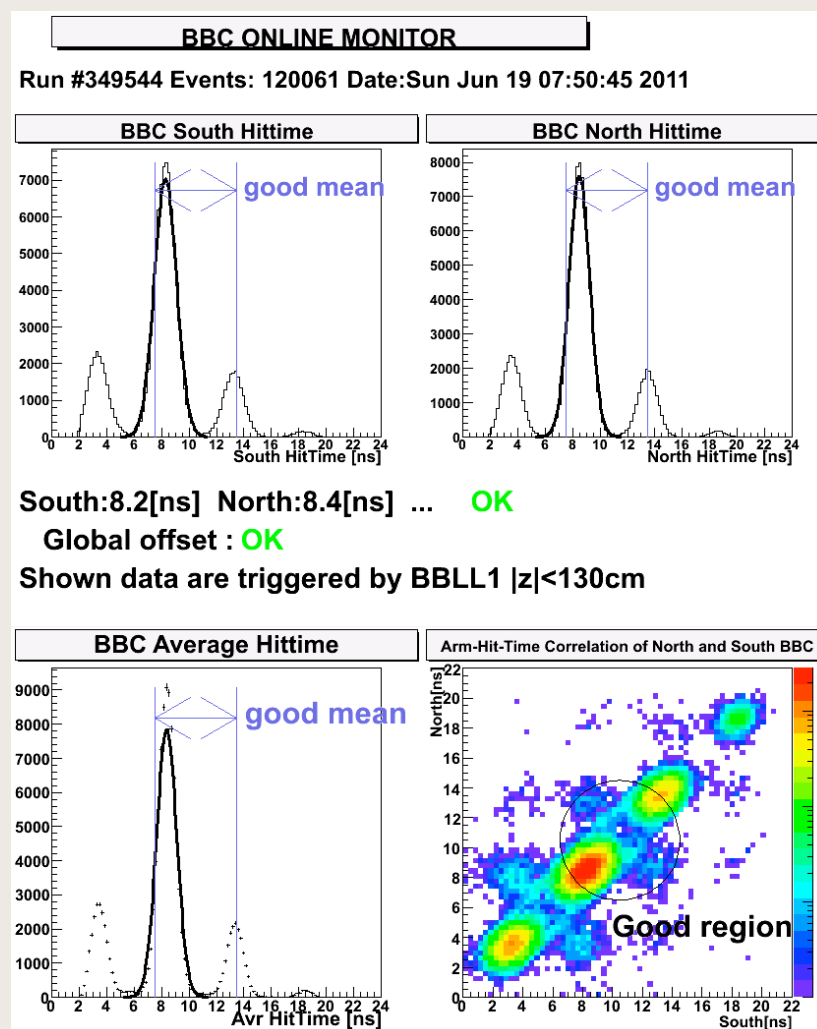 BBC ONLINE MONITOR
Run #349544 Events: 120061 Date:Sun Jun 19 07:50:45 2011
BBC South Hittime
7000
6000
5000
4000
3000
2000
1000
0
good mean
0 2 4 6 8 10 12 14 16 18 20 22 24
South HitTime [ns]
BBC North Hittime
8000
7000
6000
5000
4000
3000
2000
1000
0
good mean
0 2 4 6 8 10 12 14 16 18 20 22 24
North HitTime [ns]
South:8.2[ns] North:8.4[ns] ... OK
Global offset : OK
Shown data are triggered by BBLL1 |z|<130cm
BBC Average Hittime
9000
8000
7000
6000
5000
4000
3000
2000
1000
0
good mean
0 2 4 6 8 10 12 14 16 18 20 22 24
Avr HitTime [ns]
Arm-Hit-Time Correlation of North and South BBC
North[ns]
22
20
18
16
14
12
10
8
6
4
2
0
Good region
0 2 4 6 8 10 12 14 16 18 20 22
South[ns]